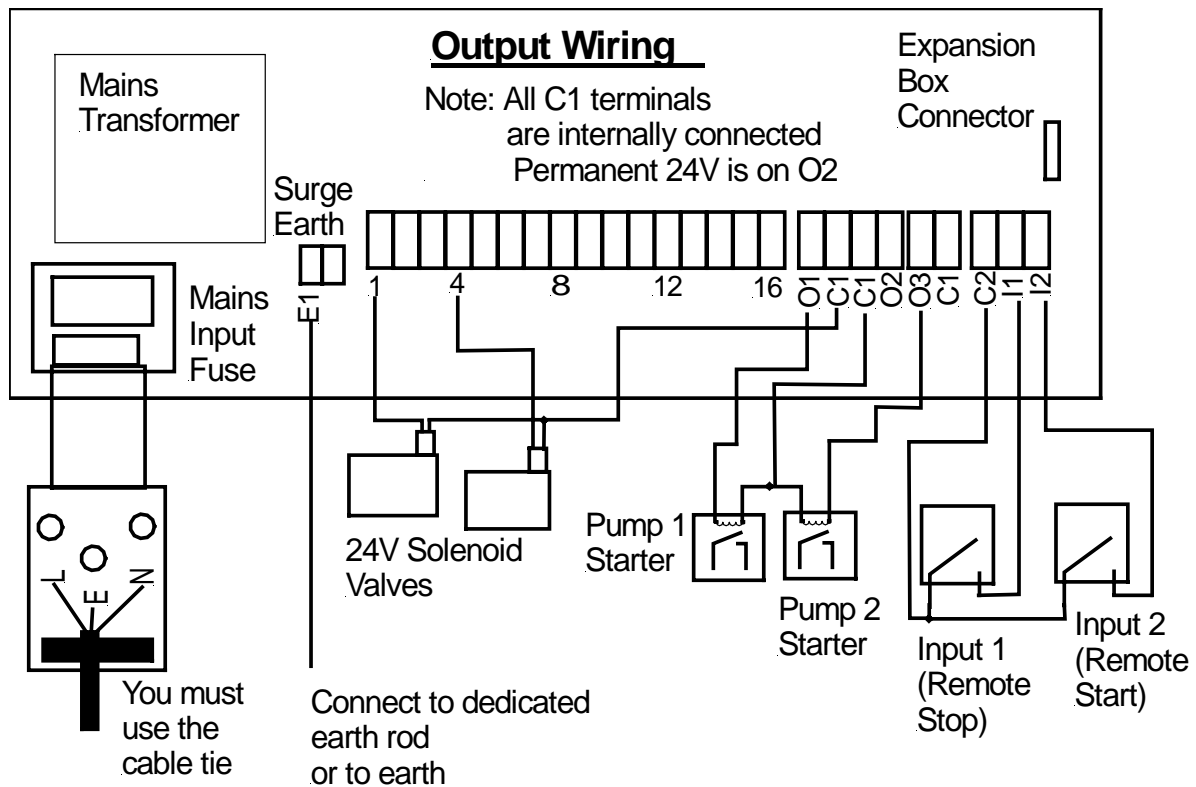 Output Wiring
Note: All C1 terminals
are internally connected
Permanent 24V is on O2
Expansion
Box
Connector
Mains
Transformer
Surge
Earth
Mains
Input
Fuse
E1
1
4
8
12
16
O1
C1
C1
O2
O3
C1
C2
I1
I2
24V Solenoid
Valves
Pump 1
Starter
Pump 2
Starter
Input 1
(Remote
Stop)
Input 2
(Remote
Start)
L
E
N
You must
use the
cable tie
Connect to dedicated
earth rod
or to earth